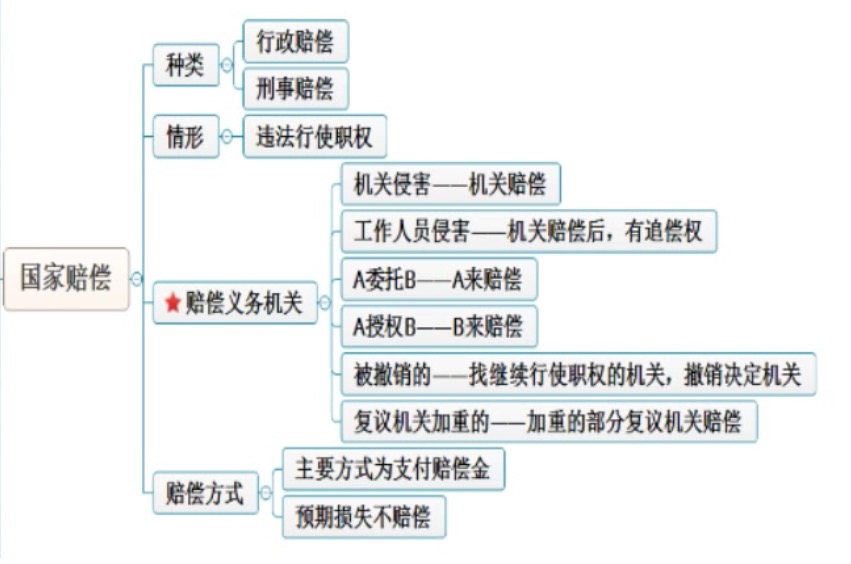 国家赔偿
种类
行政赔偿
刑事赔偿
情形
违法行使职权
赔偿义务机关
机关侵害——机关赔偿
工作人员侵害——机关赔偿后，有追偿权
A委托B——A来赔偿
A授权B——B来赔偿
被撤销的——找继续行使职权的机关，撤销决定机关
复议机关加重的——加重的部分复议机关赔偿
赔偿方式
主要方式为支付赔偿金
预期损失不赔偿